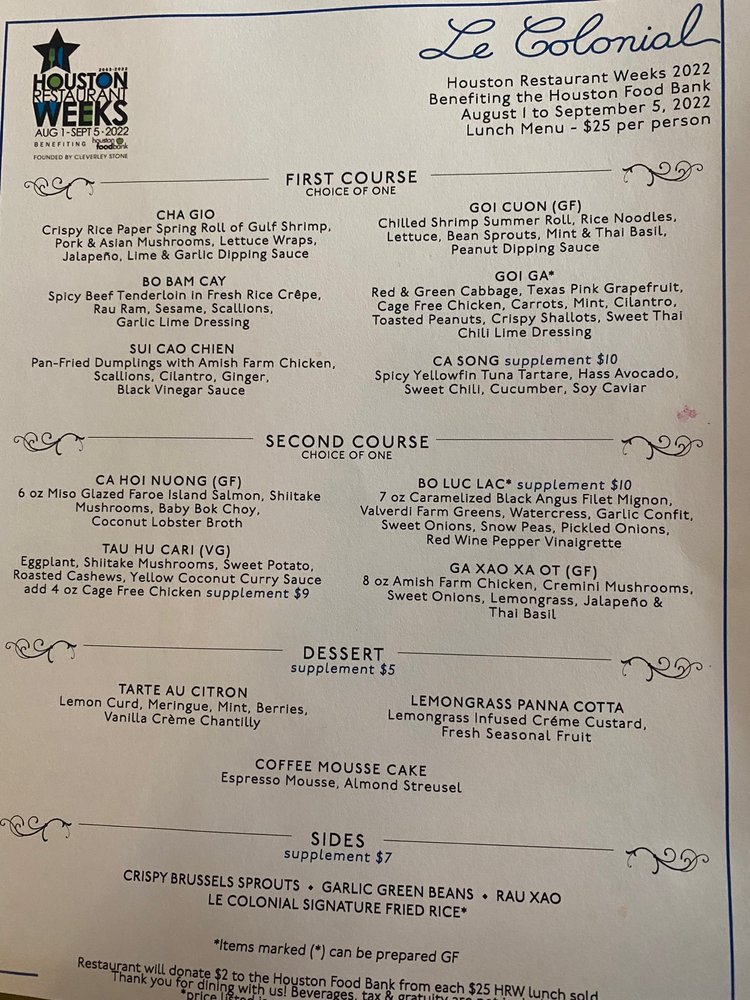 2003-2022
HOUSTON
RESTAURANT
WEEKS
AUG 1-SEPT 5 • 2022
BENEFITING houston foodbank
FOUNDED BY CLEVERLEY STONE
Le Colonial
Houston Restaurant Weeks 2022
Benefiting the Houston Food Bank
August 1 to September 5, 2022
Lunch Menu - $25 per person
FIRST COURSE
CHOICE OF ONE
CHA GIO
Crispy Rice Paper Spring Roll of Gulf Shrimp,
Pork & Asian Mushrooms, Lettuce Wraps,
Jalapeño, Lime & Garlic Dipping Sauce
BO BAM CAY
Spicy Beef Tenderloin in Fresh Rice Crêpe,
Rau Ram, Sesame, Scallions,
Garlic Lime Dressing
SUI CAO CHIEN
Pan-Fried Dumplings with Amish Farm Chicken,
Scallions, Cilantro, Ginger,
Black Vinegar Sauce
GOI CUON (GF)
Chilled Shrimp Summer Roll, Rice Noodles,
Lettuce, Bean Sprouts, Mint & Thai Basil,
Peanut Dipping Sauce
GOI GA*
Red & Green Cabbage, Texas Pink Grapefruit,
Cage Free Chicken, Carrots, Mint, Cilantro,
Toasted Peanuts, Crispy Shallots, Sweet Thai
Chili Lime Dressing
CA SONG supplement $10
Spicy Yellowfin Tuna Tartare, Hass Avocado,
Sweet Chili, Cucumber, Soy Caviar
SECOND COURSE
CHOICE OF ONE
CA HOI NUONG (GF)
6 oz Miso Glazed Faroe Island Salmon, Shiitake
Mushrooms, Baby Bok Choy,
Coconut Lobster Broth
TAU HU CARI (VG)
Eggplant, Shiitake Mushrooms, Sweet Potato,
Roasted Cashews, Yellow Coconut Curry Sauce
add 4 oz Cage Free Chicken supplement $9
BO LUC LAC* supplement $10
7 oz Caramelized Black Angus Filet Mignon,
Valverdi Farm Greens, Watercress, Garlic Confit,
Sweet Onions, Snow Peas, Pickled Onions,
Red Wine Pepper Vinaigrette
GA XAO XA OT (GF)
8 oz Amish Farm Chicken, Cremini Mushrooms,
Sweet Onions, Lemongrass, Jalapeño &
Thai Basil
DESSERT
supplement $5
TARTE AU CITRON
Lemon Curd, Meringue, Mint, Berries,
Vanilla Crème Chantilly
LEMONGRASS PANNA COTTA
Lemongrass Infused Créme Custard,
Fresh Seasonal Fruit
COFFEE MOUSSE CAKE
Espresso Mousse, Almond Streusel
SIDES
supplement $7
CRISPY BRUSSELS SPROUTS • GARLIC GREEN BEANS • RAU XAO
LE COLONIAL SIGNATURE FRIED RICE*
*Items marked (*) can be prepared GF
Restaurant will donate $2 to the Houston Food Bank from each $25 HRW lunch sold
Thank you for dining with us! Beverages, tax & gratuity are not
*price listed